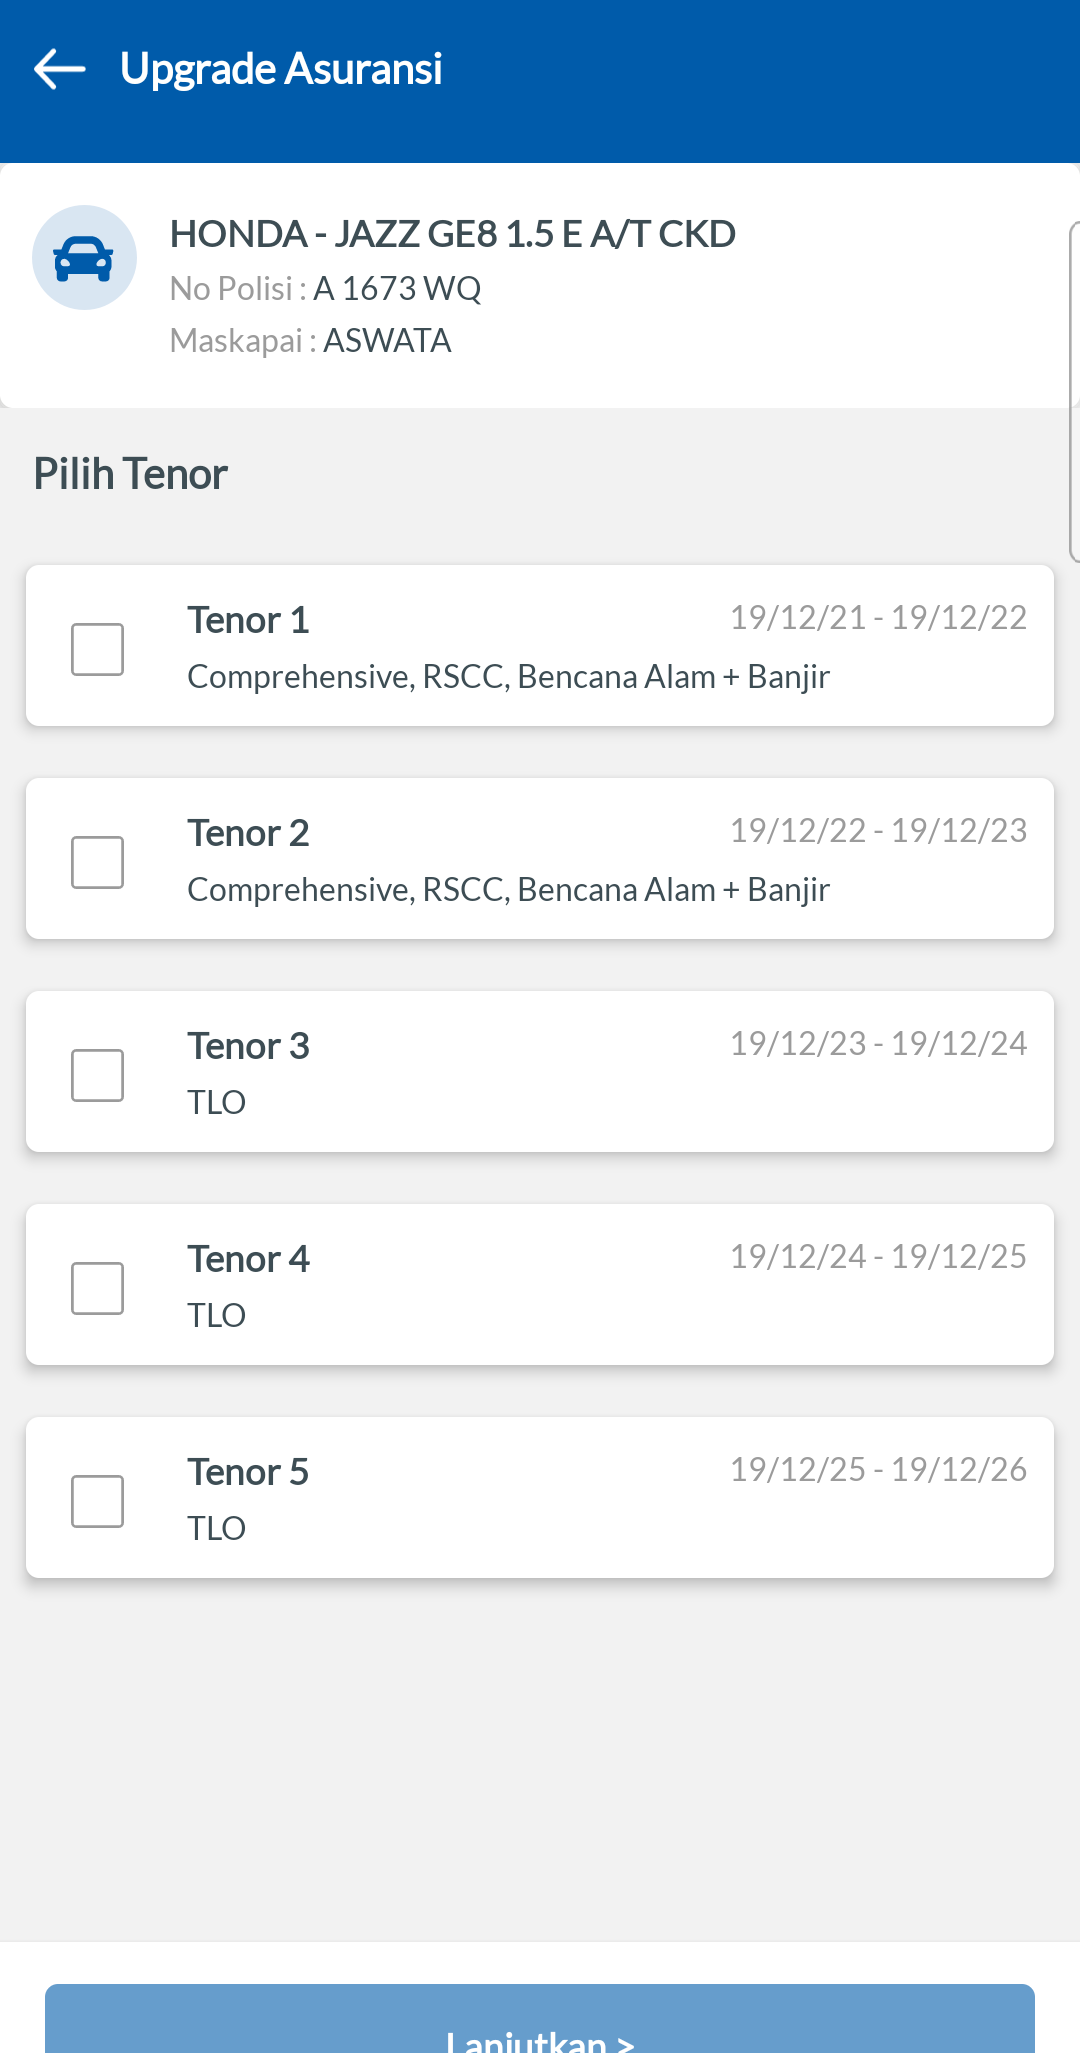 Upgrade Asuransi
HONDA - JAZZ GE8 1.5 E A/T CKD
No Polisi : A 1673 WQ
Maskapai : ASWATA
Pilih Tenor
Tenor 1 19/12/21 - 19/12/22
Comprehensive, RSCC, Bencana Alam + Banjir
Tenor 2 19/12/22 - 19/12/23
Comprehensive, RSCC, Bencana Alam + Banjir
Tenor 3 19/12/23 - 19/12/24
TLO
Tenor 4 19/12/24 - 19/12/25
TLO
Tenor 5 19/12/25 - 19/12/26
TLO
Lanjutkan >